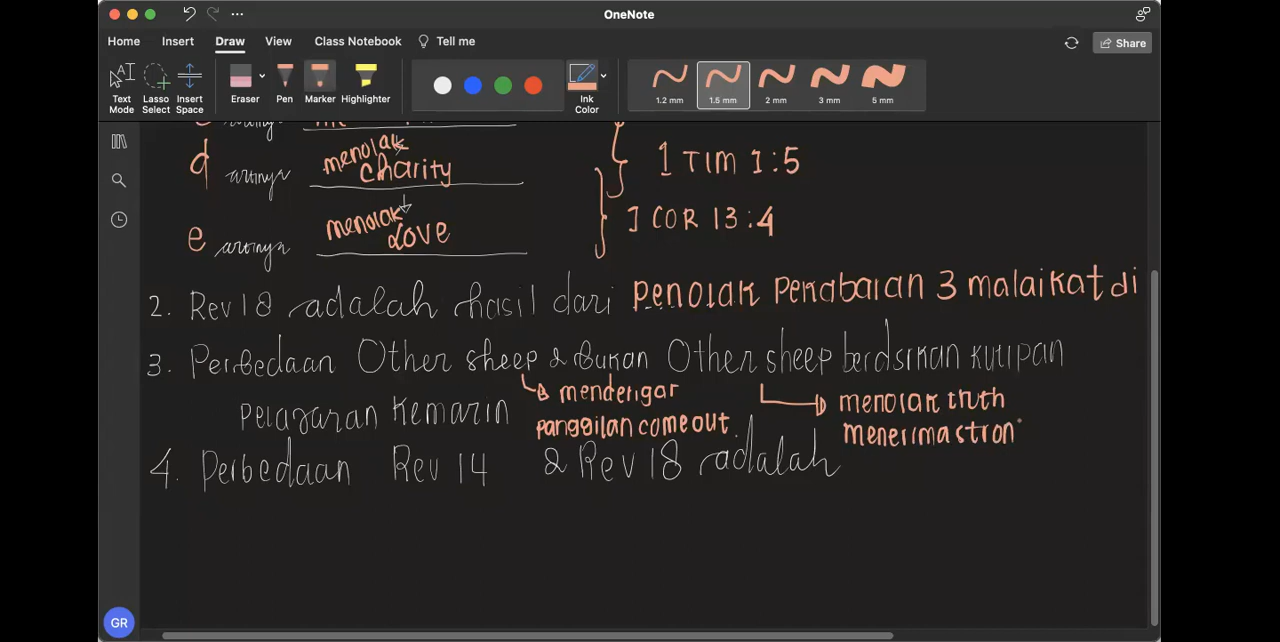 OneNote
Home Insert Draw View Class Notebook Tell me Share
Text Mode Lasso Select Insert Space Eraser Pen Marker Highlighter Ink Color 1.2 mm 1.5 mm 2 mm 3 mm 5 mm
d artinya menolak charity
1 TIM 1:5
e artinya menolak Love
1 COR 13:4
2. Rev 18 adalah hasil dari penolak pekabaran 3 malaikat di
3. Perbedaan Other sheep & Bukan Other sheep berdsrkan kutipan
pelajaran kemarin
mendengar panggilan come out.
menolak truth
menerima stron
4. Perbedaan Rev 14 & Rev 18 adalah
GR